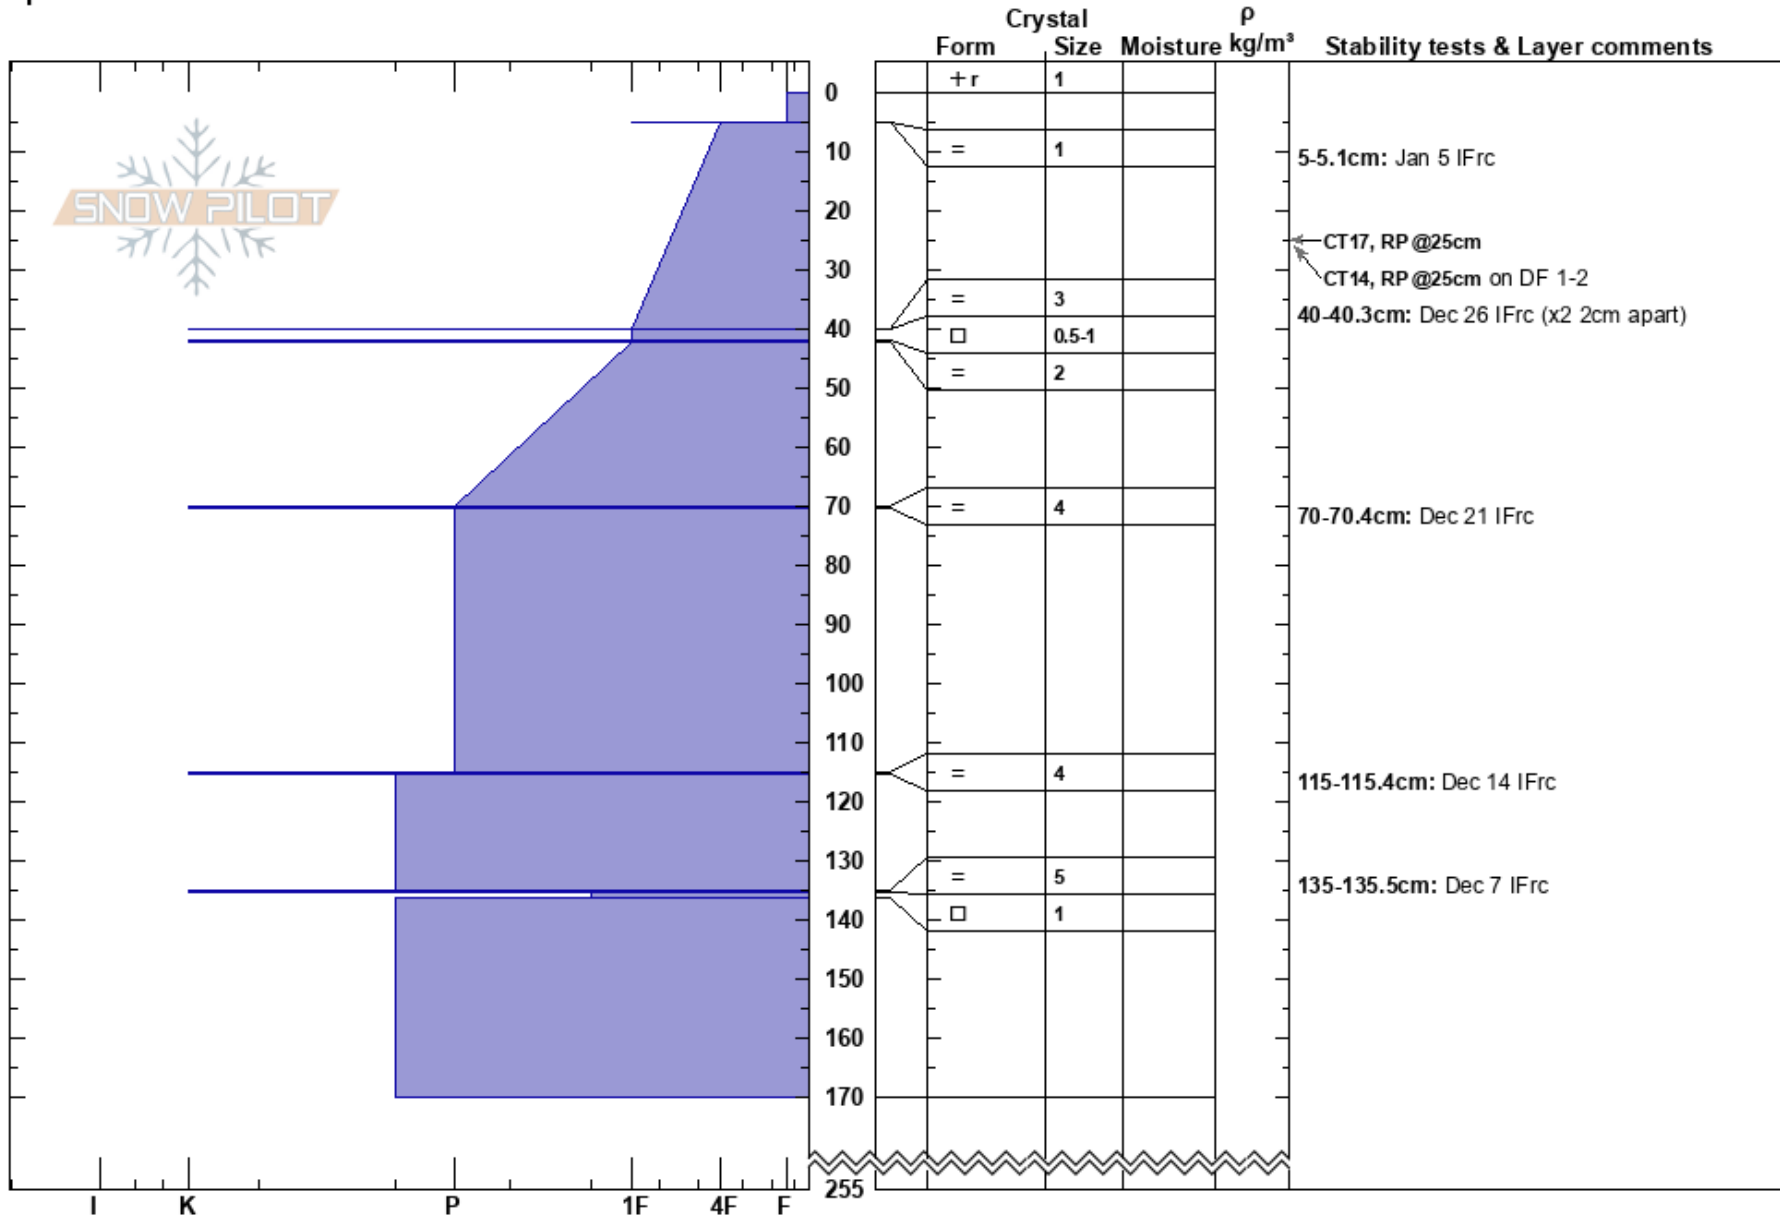 Crystal ρ
Form Size Moisture kg/m³ Stability tests & Layer comments
+ r 1
0
= 1
10
5-5.1cm: Jan 5 IFrc
SNOW PILOT
20
CT17, RP @25cm
30
CT14, RP @25cm on DF 1-2
= 3
40-40.3cm: Dec 26 IFrc (x2 2cm apart)
40
□ 0.5-1
= 2
50
60
70
= 4
70-70.4cm: Dec 21 IFrc
80
90
100
110
= 4
115-115.4cm: Dec 14 IFrc
120
130
= 5
135-135.5cm: Dec 7 IFrc
140
□ 1
150
160
170
255
I K P 1F 4F F